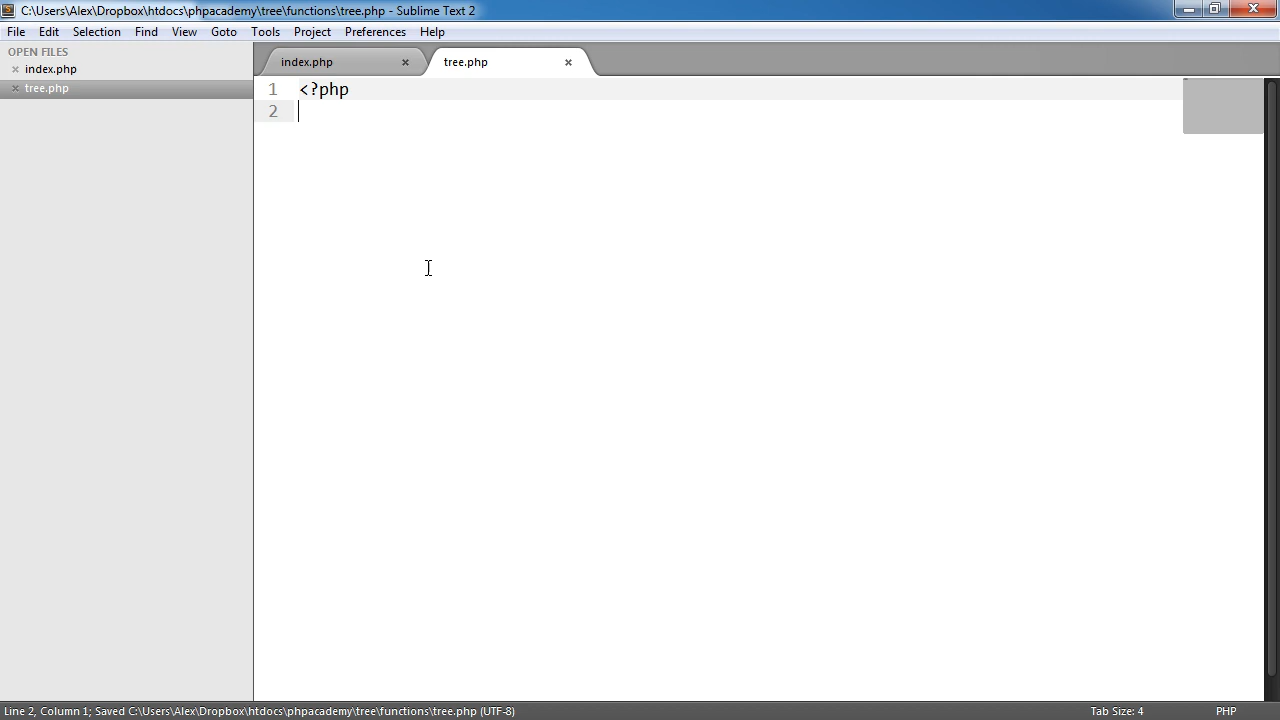 C:\Users\Alex\Dropbox\htdocs\phpacademy\tree\functions\tree.php - Sublime Text 2
File Edit Selection Find View Goto Tools Project Preferences Help
OPEN FILES
index.php
tree.php
index.php tree.php
1 <?php
2
Line 2, Column 1; Saved C:\Users\Alex\Dropbox\htdocs\phpacademy\tree\functions\tree.php (UTF-8) Tab Size: 4 PHP